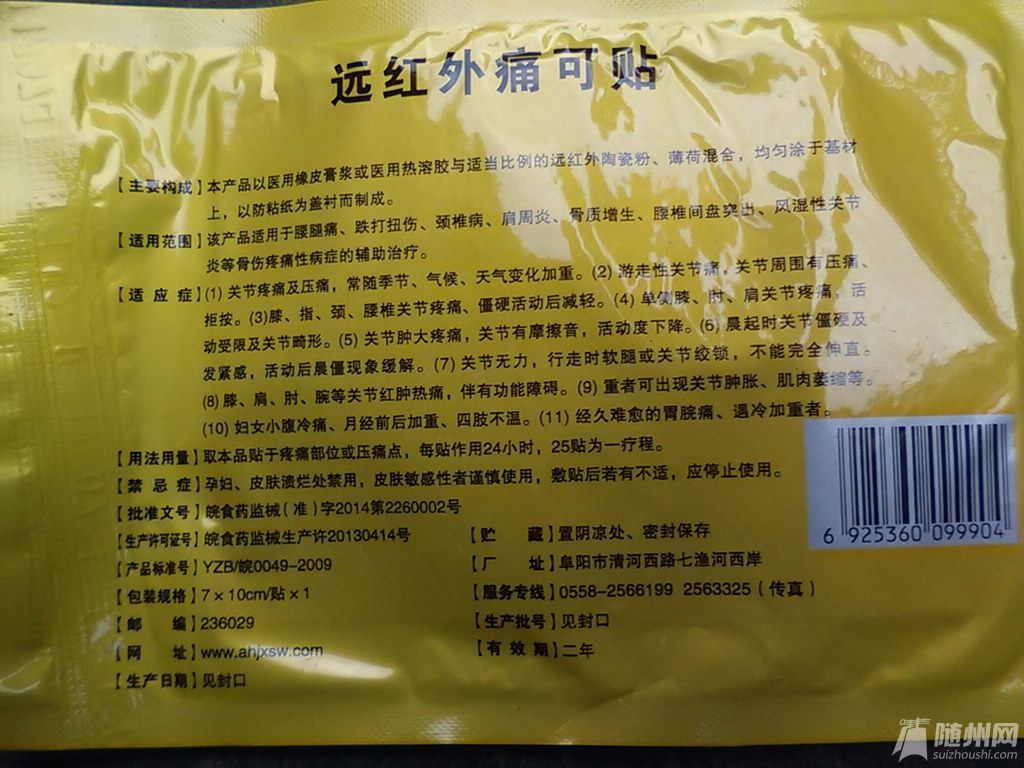 远红外痛可贴
【主要构成】本产品以医用橡皮膏浆或医用热溶胶与适当比例的远红外陶瓷粉、薄荷混合，均匀涂于基材
上，以防粘纸为盖衬而制成。
【适用范围】该产品适用于腰腿痛、跌打扭伤、颈椎病、肩周炎、骨质增生、腰椎间盘突出、风湿性关节
炎等骨伤疼痛性病症的辅助治疗。
【适应症】(1) 关节疼痛及压痛，常随季节、气候、天气变化加重。(2) 游走性关节痛，关节周围有压痛、
拒按。(3)膝、指、颈、腰椎关节疼痛、僵硬活动后减轻。(4) 单侧膝、肘、肩关节疼痛，活
动受限及关节畸形。(5) 关节肿大疼痛，关节有摩擦音，活动度下降。(6) 晨起时关节僵硬及
发紧感，活动后晨僵现象缓解。(7) 关节无力，行走时软腿或关节绞锁，不能完全伸直。
(8) 膝、肩、肘、腕等关节红肿热痛，伴有功能障碍。(9) 重者可出现关节肿胀、肌肉萎缩等。
(10) 妇女小腹冷痛、月经前后加重、四肢不温。(11) 经久难愈的胃脘痛、遇冷加重者。
【用法用量】取本品贴于疼痛部位或压痛点，每贴作用24小时，25贴为一疗程。
【禁忌症】孕妇、皮肤溃烂处禁用，皮肤敏感性者谨慎使用，敷贴后若有不适，应停止使用。
【批准文号】皖食药监械(准)字2014第2260002号
【生产许可证号】皖食药监械生产许20130414号
【产品标准号】YZB/皖0049-2009
【包装规格】7×10cm/贴×1
【邮 编】236029
【网 址】www.ahjxsw.com
【生产日期】见封口
【贮 藏】置阴凉处、密封保存
【厂 址】阜阳市清河西路七渔河西岸
【服务专线】0558-2566199 2563325（传真）
【生产批号】见封口
【有 效 期】二年
6 925360 099904
随州网
suizhoushi.com